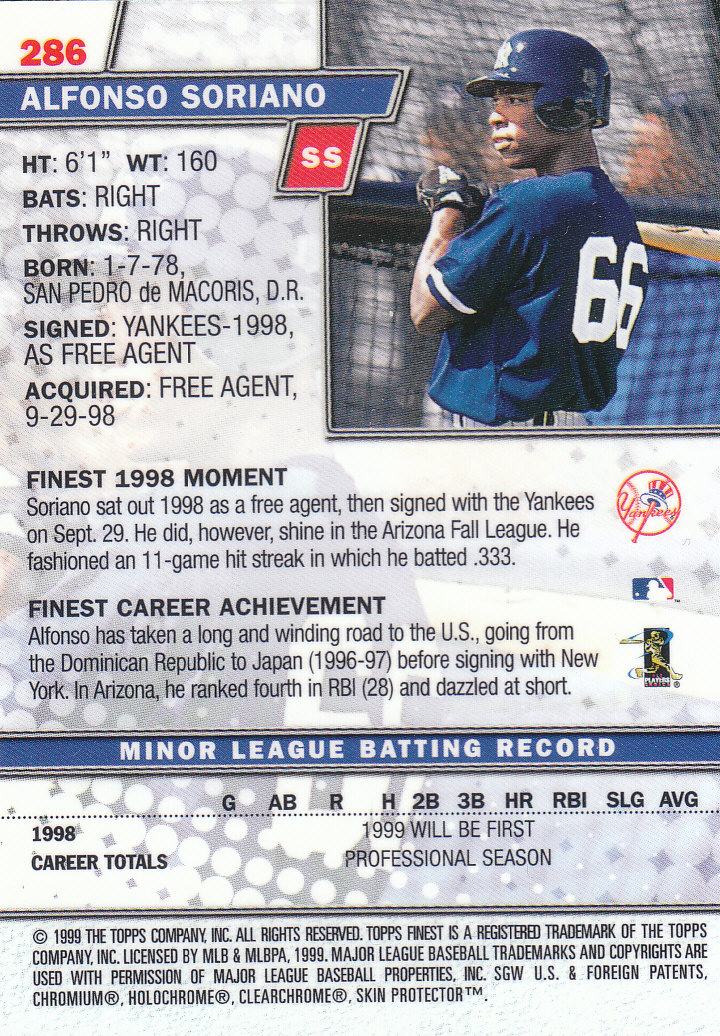 286
ALFONSO SORIANO
SS
HT: 6'1" WT: 160
BATS: RIGHT
THROWS: RIGHT
BORN: 1-7-78,
SAN PEDRO de MACORIS, D.R.
SIGNED: YANKEES-1998,
AS FREE AGENT
ACQUIRED: FREE AGENT,
9-29-98
66
FINEST 1998 MOMENT
Soriano sat out 1998 as a free agent, then signed with the Yankees
on Sept. 29. He did, however, shine in the Arizona Fall League. He
fashioned an 11-game hit streak in which he batted .333.
Yankees
FINEST CAREER ACHIEVEMENT
Alfonso has taken a long and winding road to the U.S., going from
the Dominican Republic to Japan (1996-97) before signing with New
York. In Arizona, he ranked fourth in RBI (28) and dazzled at short.
PLAYERS
MINOR LEAGUE BATTING RECORD
G AB R H 2B 3B HR RBI SLG AVG
1998 1999 WILL BE FIRST
CAREER TOTALS PROFESSIONAL SEASON
© 1999 THE TOPPS COMPANY, INC. ALL RIGHTS RESERVED. TOPPS FINEST IS A REGISTERED TRADEMARK OF THE TOPPS
COMPANY, INC. LICENSED BY MLB & MLBPA, 1999. MAJOR LEAGUE BASEBALL TRADEMARKS AND COPYRIGHTS ARE
USED WITH PERMISSION OF MAJOR LEAGUE BASEBALL PROPERTIES, INC. SGW U.S. & FOREIGN PATENTS,
CHROMIUM®, HOLOCHROME®, CLEARCHROME®, SKIN PROTECTOR™.